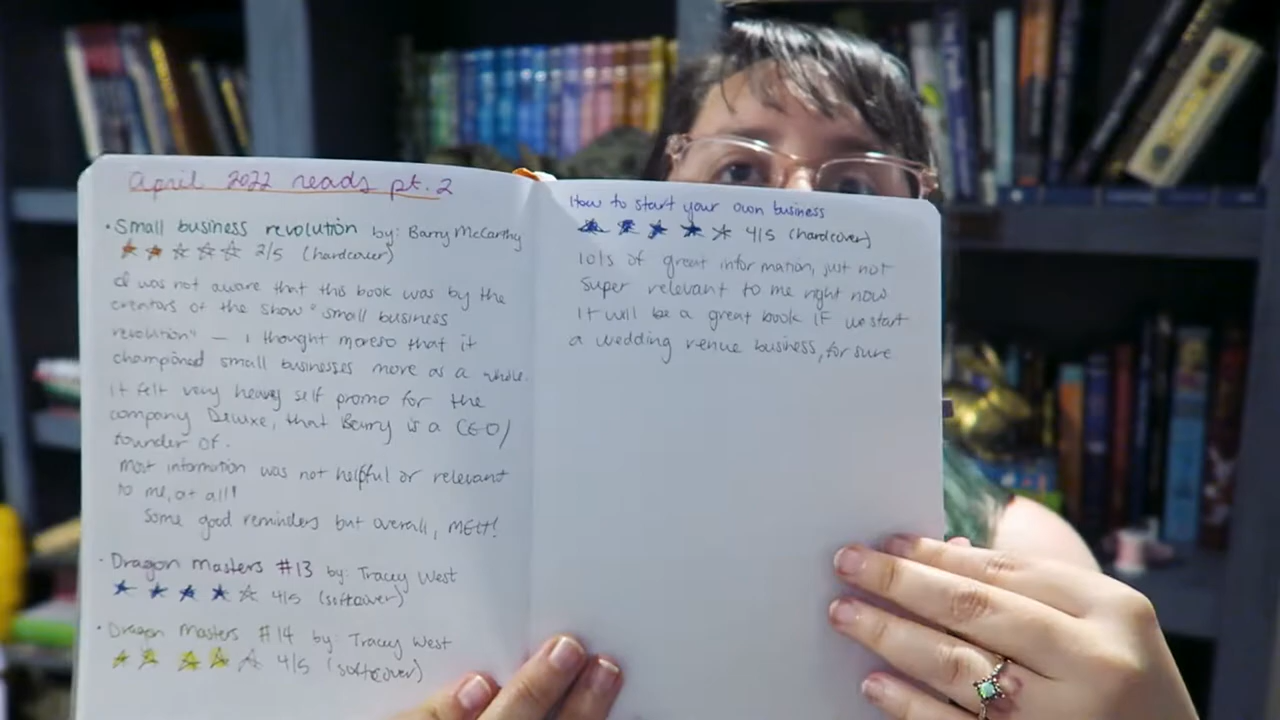 April 2022 reads pt. 2
• Small business revolution by: Barry McCarthy
2/5 (hardcover)
I was not aware that this book was by the
creators of the show "small business
revolution" — I thought moreso that it
championed small businesses more as a whole.
it felt very heavy self promo for the
company Deluxe, that Barry is a CEO/
founder of.
most information was not helpful or relevant
to me, at all!
Some good reminders but overall, MEH!
• Dragon Masters #13 by: Tracey West
4/5 (softcover)
• Dragon Masters #14 by: Tracey West
4/5 (softcover)
How to start your own business
4/5 (hardcover)
lots of great information, just not
super relevant to me right now
it will be a great book if we start
a wedding venue business, for sure